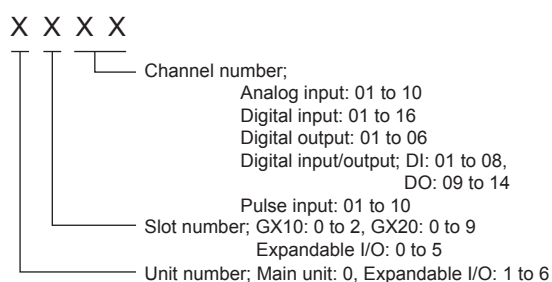 X X X X
Channel number;
Analog input: 01 to 10
Digital input: 01 to 16
Digital output: 01 to 06
Digital input/output; DI: 01 to 08,
DO: 09 to 14
Pulse input: 01 to 10
Slot number; GX10: 0 to 2, GX20: 0 to 9
Expandable I/O: 0 to 5
Unit number; Main unit: 0, Expandable I/O: 1 to 6